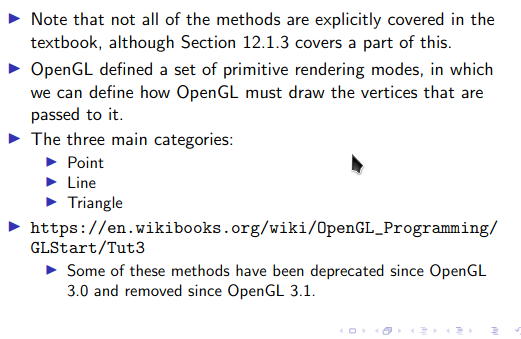 Note that not all of the methods are explicitly covered in the
textbook, although Section 12.1.3 covers a part of this.
OpenGL defined a set of primitive rendering modes, in which
we can define how OpenGL must draw the vertices that are
passed to it.
The three main categories:
Point
Line
Triangle
https://en.wikibooks.org/wiki/OpenGL_Programming/
GLStart/Tut3
Some of these methods have been deprecated since OpenGL
3.0 and removed since OpenGL 3.1.